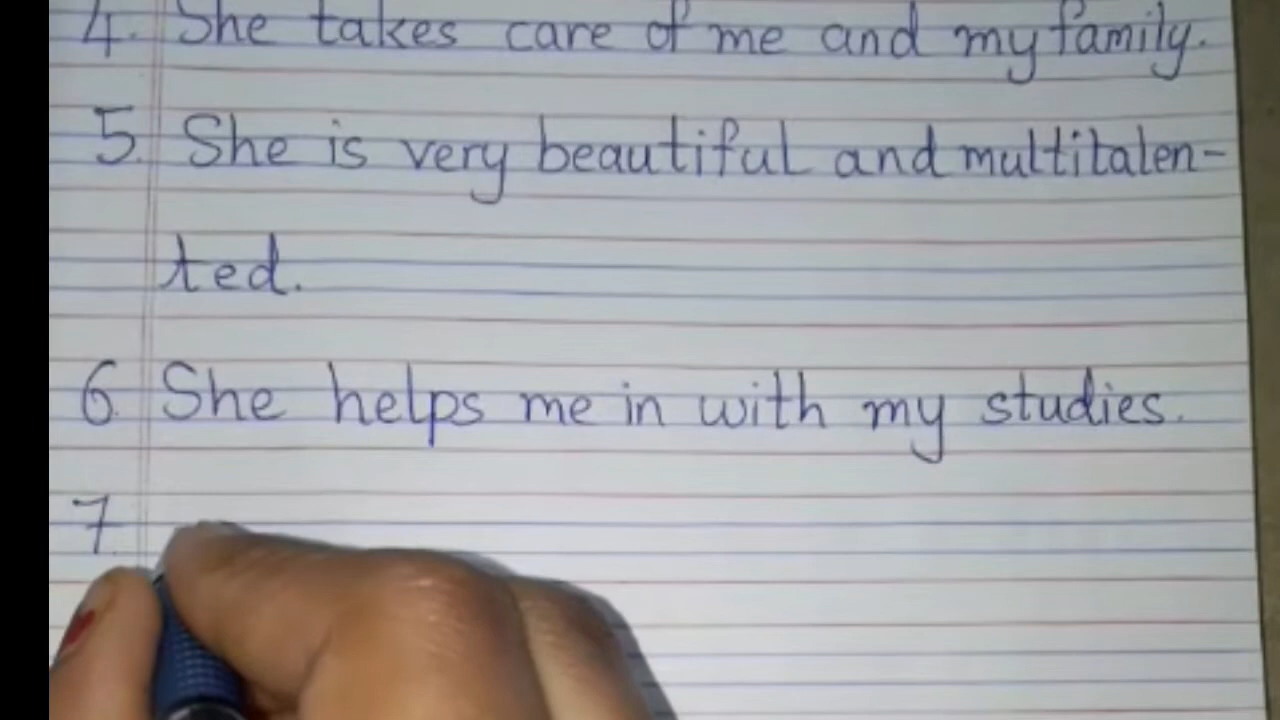 4. She takes care of me and my family.
5. She is very beautiful and multitalen-
ted.
6. She helps me in with my studies.
7.